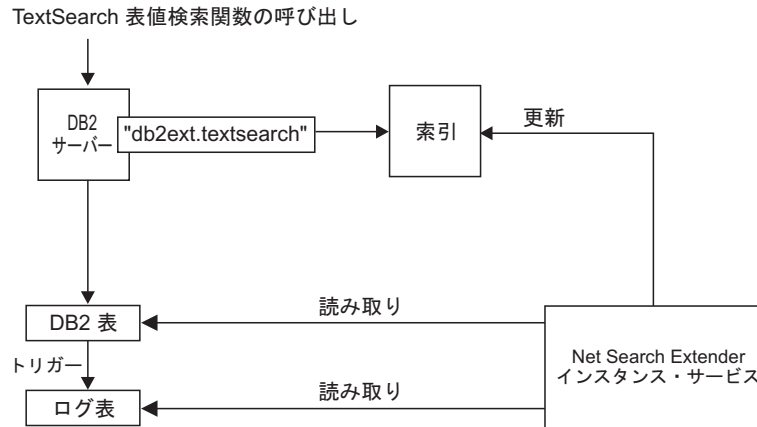 TextSearch 表値検索関数の呼び出し
DB2
サーバー
"db2ext.textsearch"
索引
更新
DB2 表
読み取り
トリガー
ログ表
読み取り
Net Search Extender
インスタンス・サービス